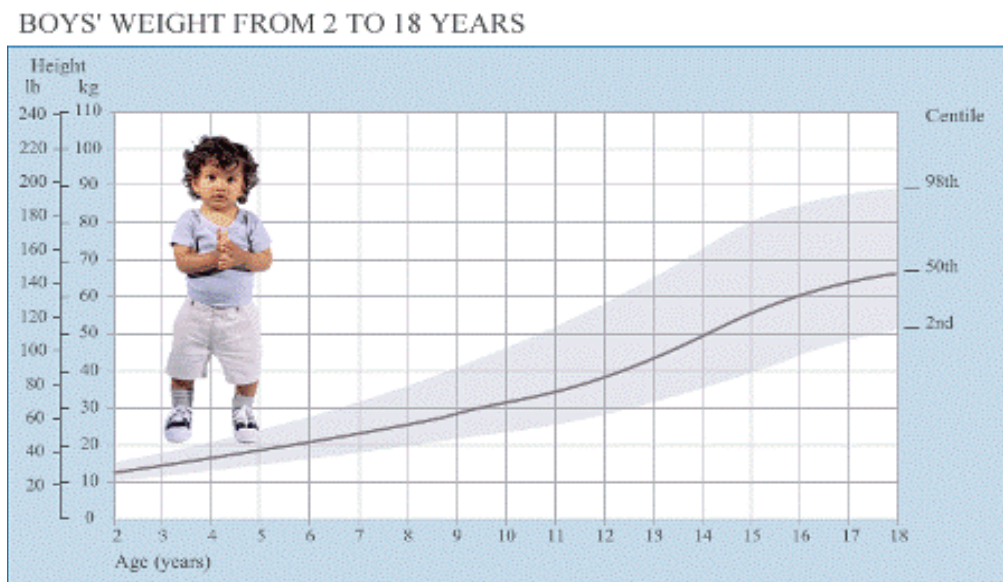 BOYS' WEIGHT FROM 2 TO 18 YEARS
Height
lb kg
240 110
220 100
200 90
180 80
160 70
140 60
120 50
100 40
80 30
60 20
40 10
20 0
Centile
98th
50th
2nd
2 3 4 5 6 7 8 9 10 11 12 13 14 15 16 17 18
Age (years)